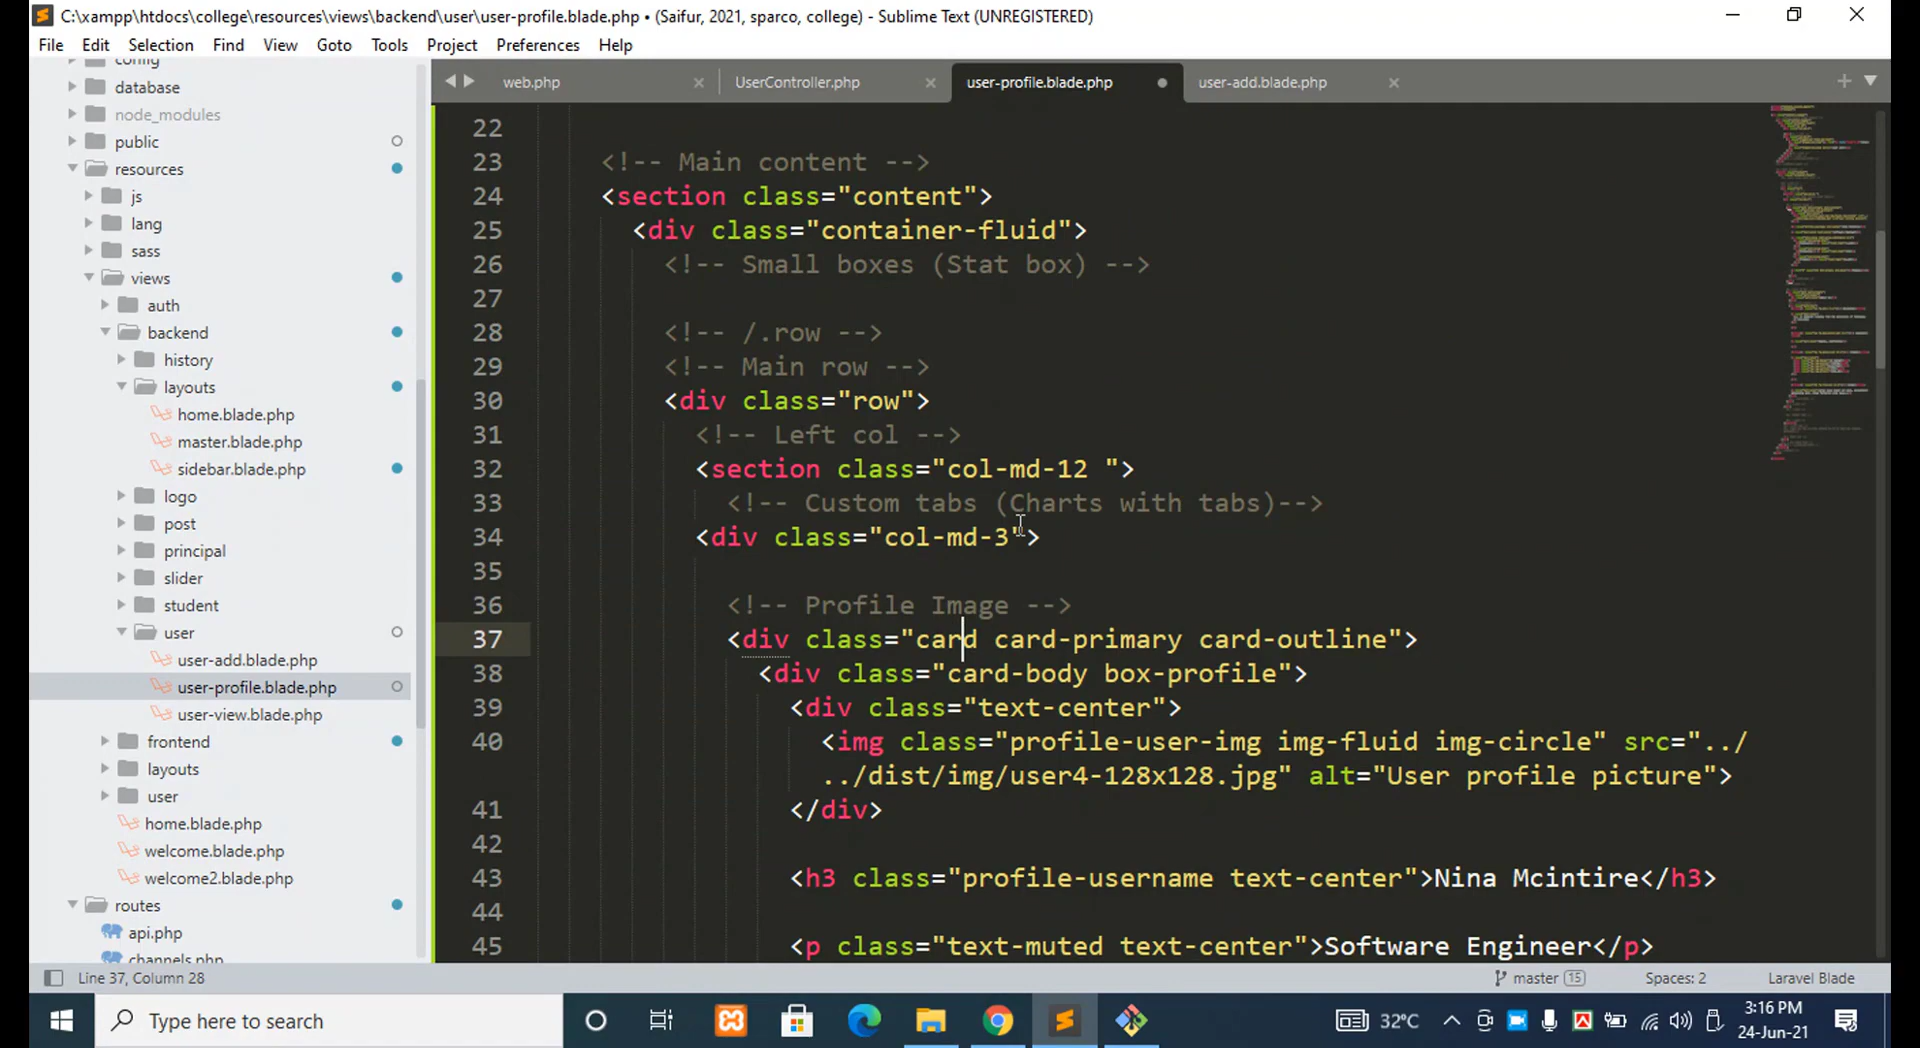 C:\xampp\htdocs\college\resources\views\backend\user\user-profile.blade.php • (Saifur, 2021, sparco, college) - Sublime Text (UNREGISTERED)
File Edit Selection Find View Goto Tools Project Preferences Help
web.php UserController.php user-profile.blade.php user-add.blade.php
config
database
node_modules
public
resources
js
lang
sass
views
auth
backend
history
layouts
home.blade.php
master.blade.php
sidebar.blade.php
logo
post
principal
slider
student
user
user-add.blade.php
user-profile.blade.php
user-view.blade.php
frontend
layouts
user
home.blade.php
welcome.blade.php
welcome2.blade.php
routes
api.php
channels.php
22
23 <!-- Main content -->
24 <section class="content">
25 <div class="container-fluid">
26 <!-- Small boxes (Stat box) -->
27
28 <!-- /.row -->
29 <!-- Main row -->
30 <div class="row">
31 <!-- Left col -->
32 <section class="col-md-12 ">
33 <!-- Custom tabs (Charts with tabs)-->
34 <div class="col-md-3">
35
36 <!-- Profile Image -->
37 <div class="card card-primary card-outline">
38 <div class="card-body box-profile">
39 <div class="text-center">
40 <img class="profile-user-img img-fluid img-circle" src="../
../dist/img/user4-128x128.jpg" alt="User profile picture">
41 </div>
42
43 <h3 class="profile-username text-center">Nina Mcintire</h3>
44
45 <p class="text-muted text-center">Software Engineer</p>
Line 37, Column 28 master 15 Spaces: 2 Laravel Blade
Type here to search 32°C 3:16 PM
24-Jun-21